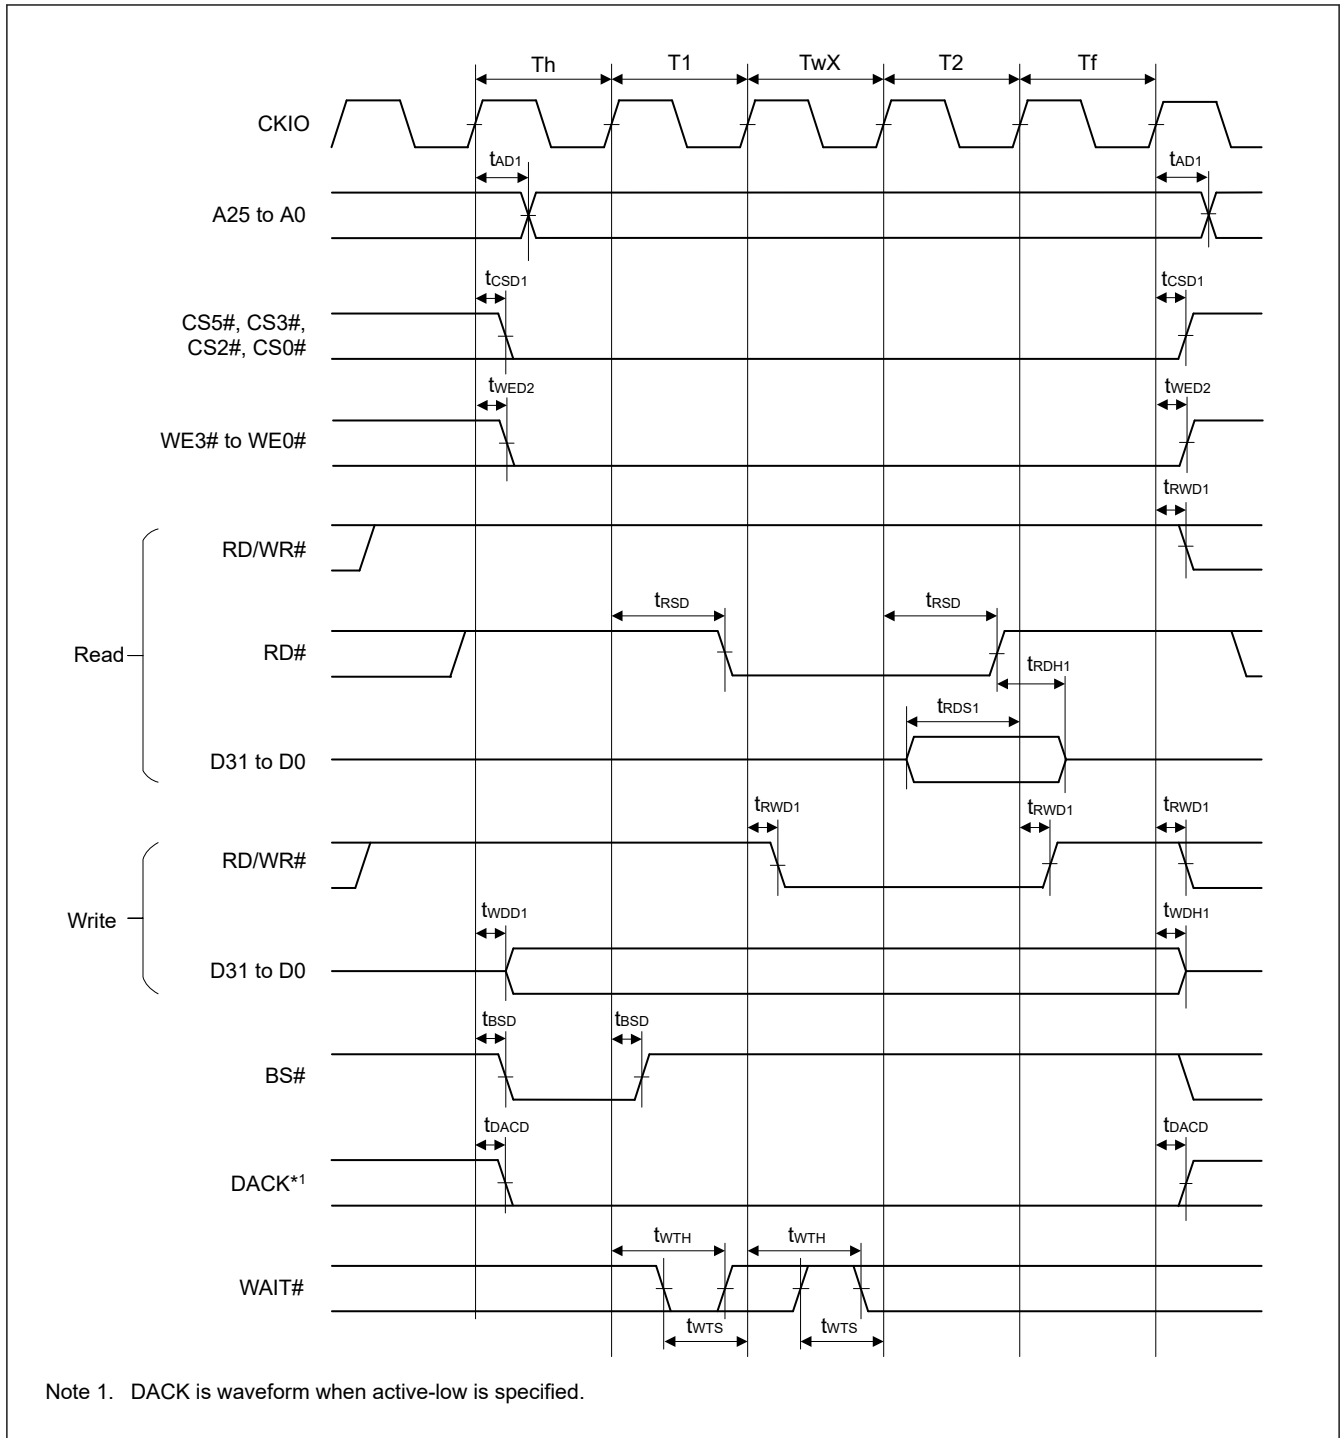 Th T1 TwX T2 Tf
CKIO
tAD1 tAD1
A25 to A0
tCSD1 tCSD1
CS5#, CS3#,
CS2#, CS0#
tWED2 tWED2
WE3# to WE0#
tRWD1
RD/WR#
tRSD tRSD
Read
RD#
tRDH1
tRDS1
D31 to D0
tRWD1 tRWD1 tRWD1
RD/WR#
Write
tWDD1 tWDH1
D31 to D0
tBSD tBSD
BS#
tDACD tDACD
DACK*1
tWTH tWTH
WAIT#
tWTS tWTS
Note 1. DACK is waveform when active-low is specified.